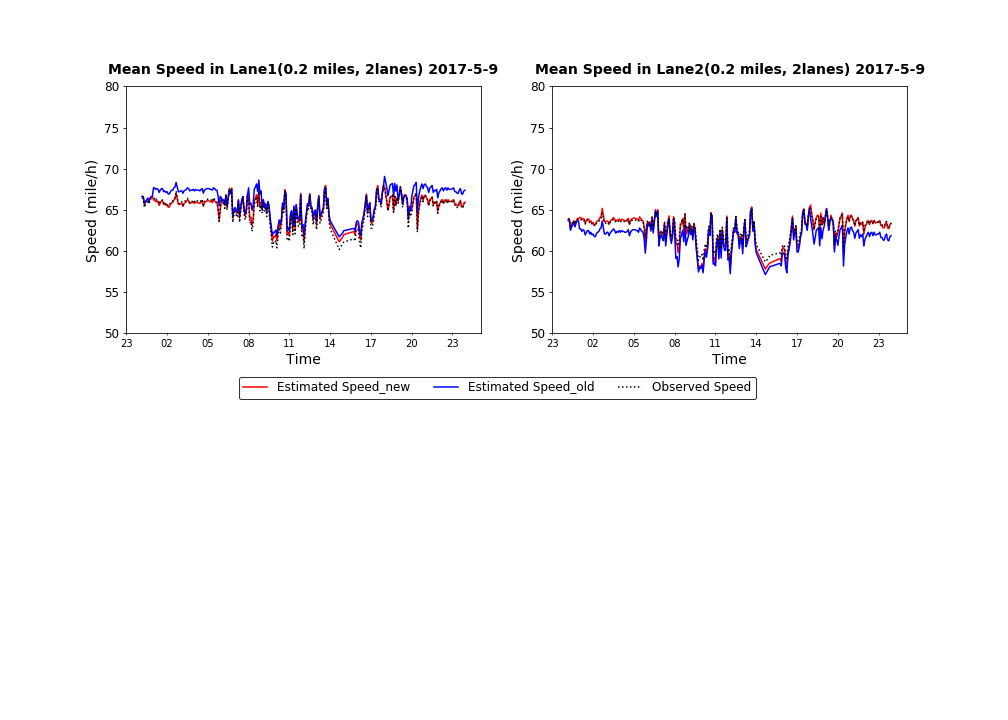 Mean Speed in Lane1(0.2 miles, 2lanes) 2017-5-9
80
75
70
65
60
55
50
Speed (mile/h)
23 02 05 08 11 14 17 20 23
Time
Mean Speed in Lane2(0.2 miles, 2lanes) 2017-5-9
80
75
70
65
60
55
50
Speed (mile/h)
23 02 05 08 11 14 17 20 23
Time
Estimated Speed_new Estimated Speed_old Observed Speed